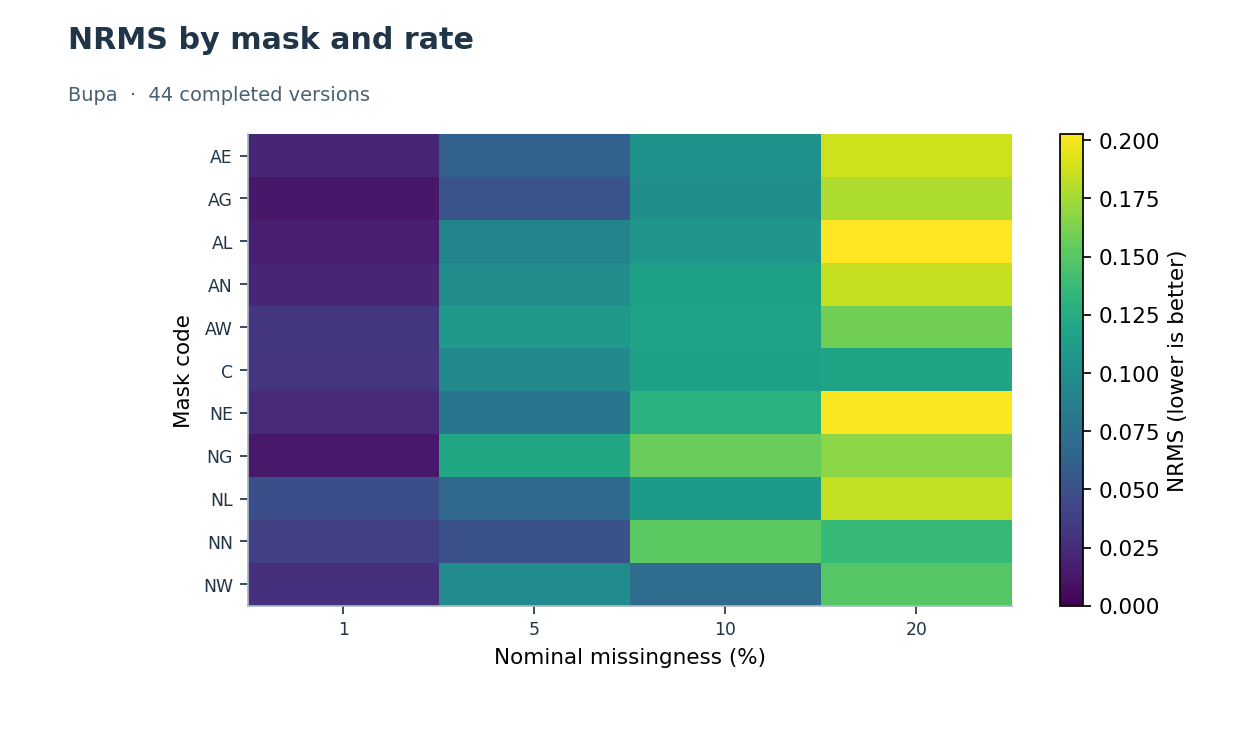 NRMS by mask and rate
Bupa · 44 completed versions
Mask code
AE
AG
AL
AN
AW
C
NE
NG
NL
NN
NW
1 5 10 20
Nominal missingness (%)
0.200
0.175
0.150
0.125
0.100
0.075
0.050
0.025
0.000
NRMS (lower is better)